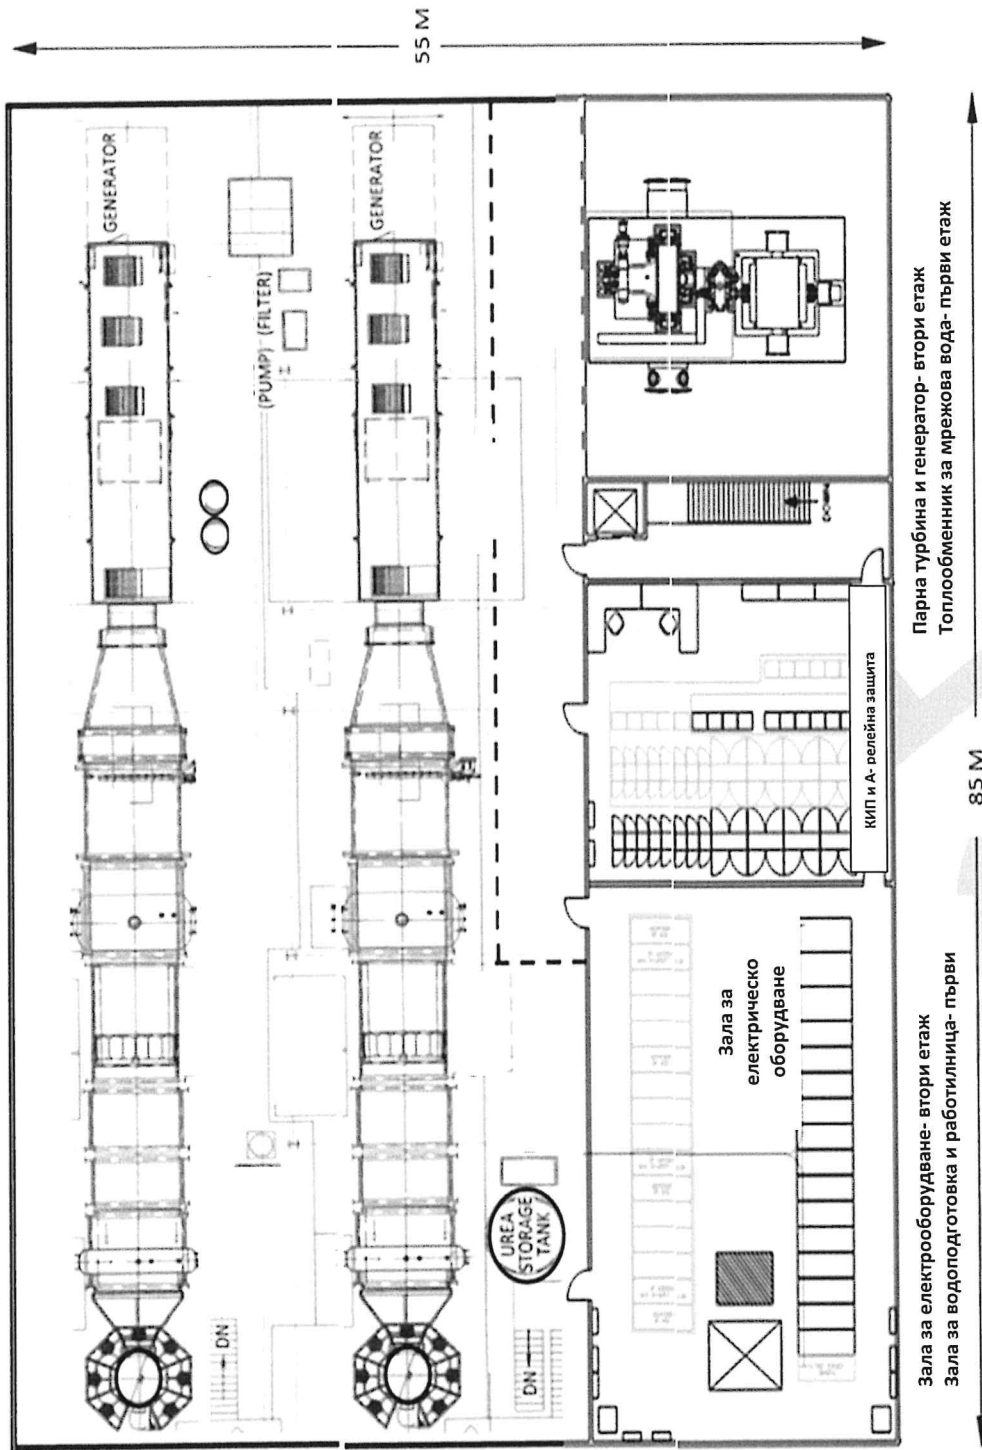 55 M
GENERATOR
(PUMP) (FILTER)
GENERATOR
UREA
STORAGE
TANK
DN
DN
КИП и А- релейна защита
Зала за
електрическо
оборудване
Зала за електрооборудване- втори етаж
Зала за водоподготовка и работилница- първи
Парна турбина и генератор- втори етаж
Топлообменник за мрежова вода- първи етаж
85 M